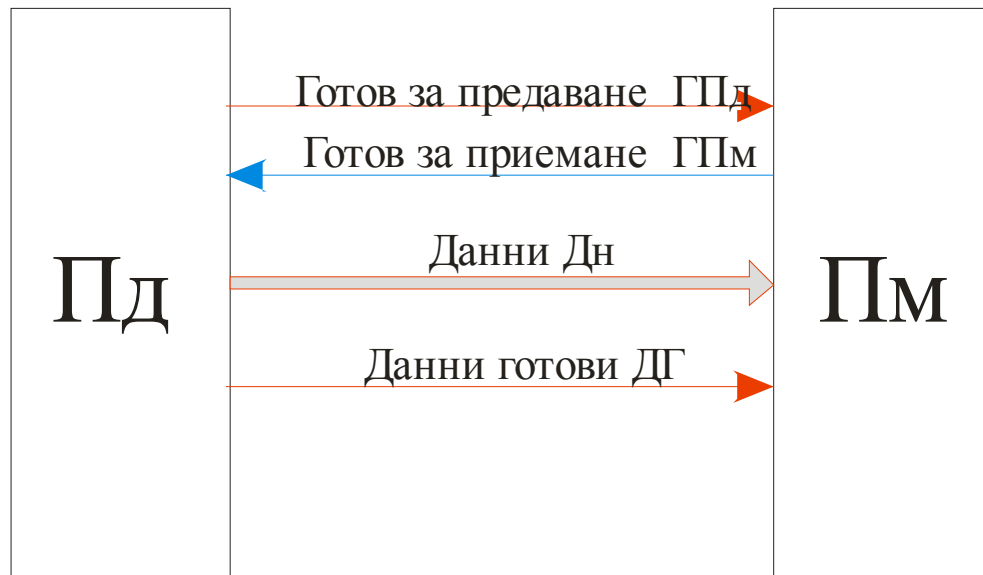 Готов за предаване ГПд
Готов за приемане ГПм
Данни Дн
Пд
Пм
Данни готови ДГ